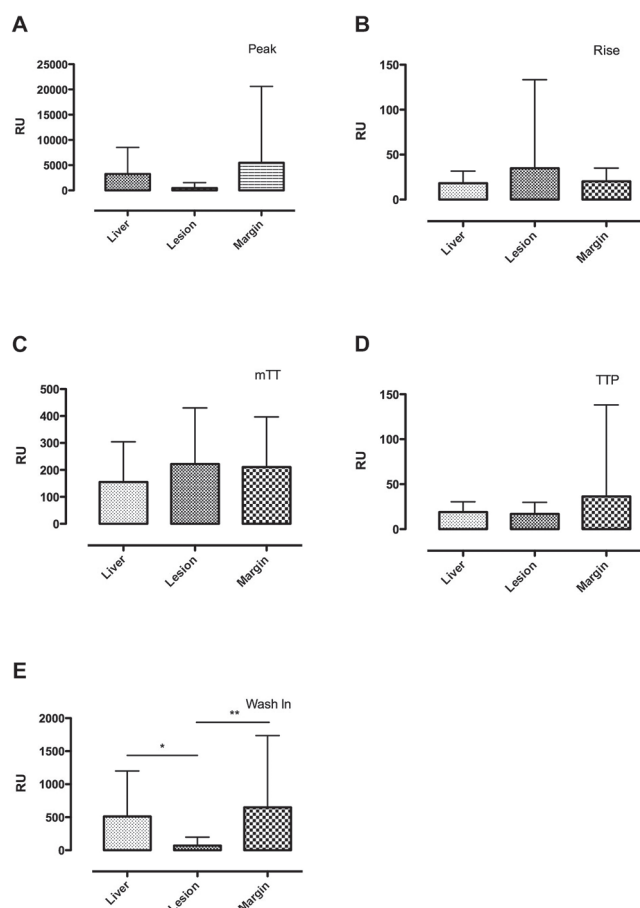 A
Peak
25000
20000
15000
10000
5000
0
RU
Liver
Lesion
Margin
B
Rise
150
100
50
0
RU
Liver
Lesion
Margin
C
mTT
500
400
300
200
100
0
RU
Liver
Lesion
Margin
D
TTP
150
100
50
0
RU
Liver
Lesion
Margin
E
Wash In
**
*
2000
1500
1000
500
0
RU
Liver
Lesion
Margin